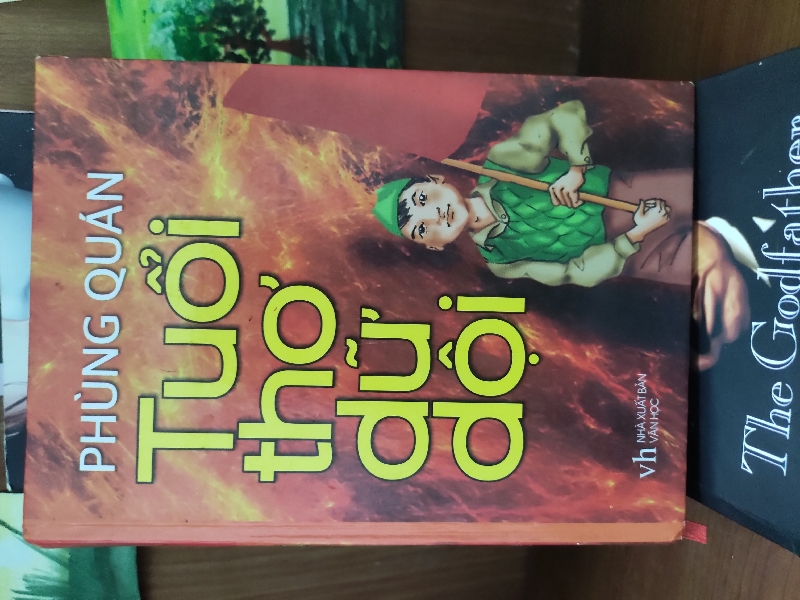 PHÙNG QUÁN
Tuổi
thơ
dữ
dội
vh NHÀ XUẤT BẢN
VĂN HỌC
The Godfather